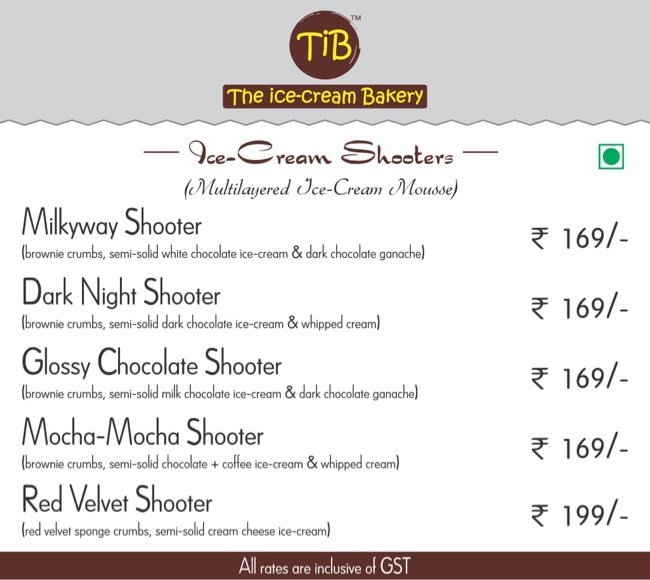 TiB
TM
The ice-cream Bakery
Ice-Cream Shooters
(Multilayered Ice-Cream Mousse)
Milkyway Shooter
(brownie crumbs, semi-solid white chocolate ice-cream & dark chocolate ganache)
₹ 169/-
Dark Night Shooter
(brownie crumbs, semi-solid dark chocolate ice-cream & whipped cream)
₹ 169/-
Glossy Chocolate Shooter
(brownie crumbs, semi-solid milk chocolate ice-cream & dark chocolate ganache)
₹ 169/-
Mocha-Mocha Shooter
(brownie crumbs, semi-solid chocolate + coffee ice-cream & whipped cream)
₹ 169/-
Red Velvet Shooter
(red velvet sponge crumbs, semi-solid cream cheese ice-cream)
₹ 199/-
All rates are inclusive of GST